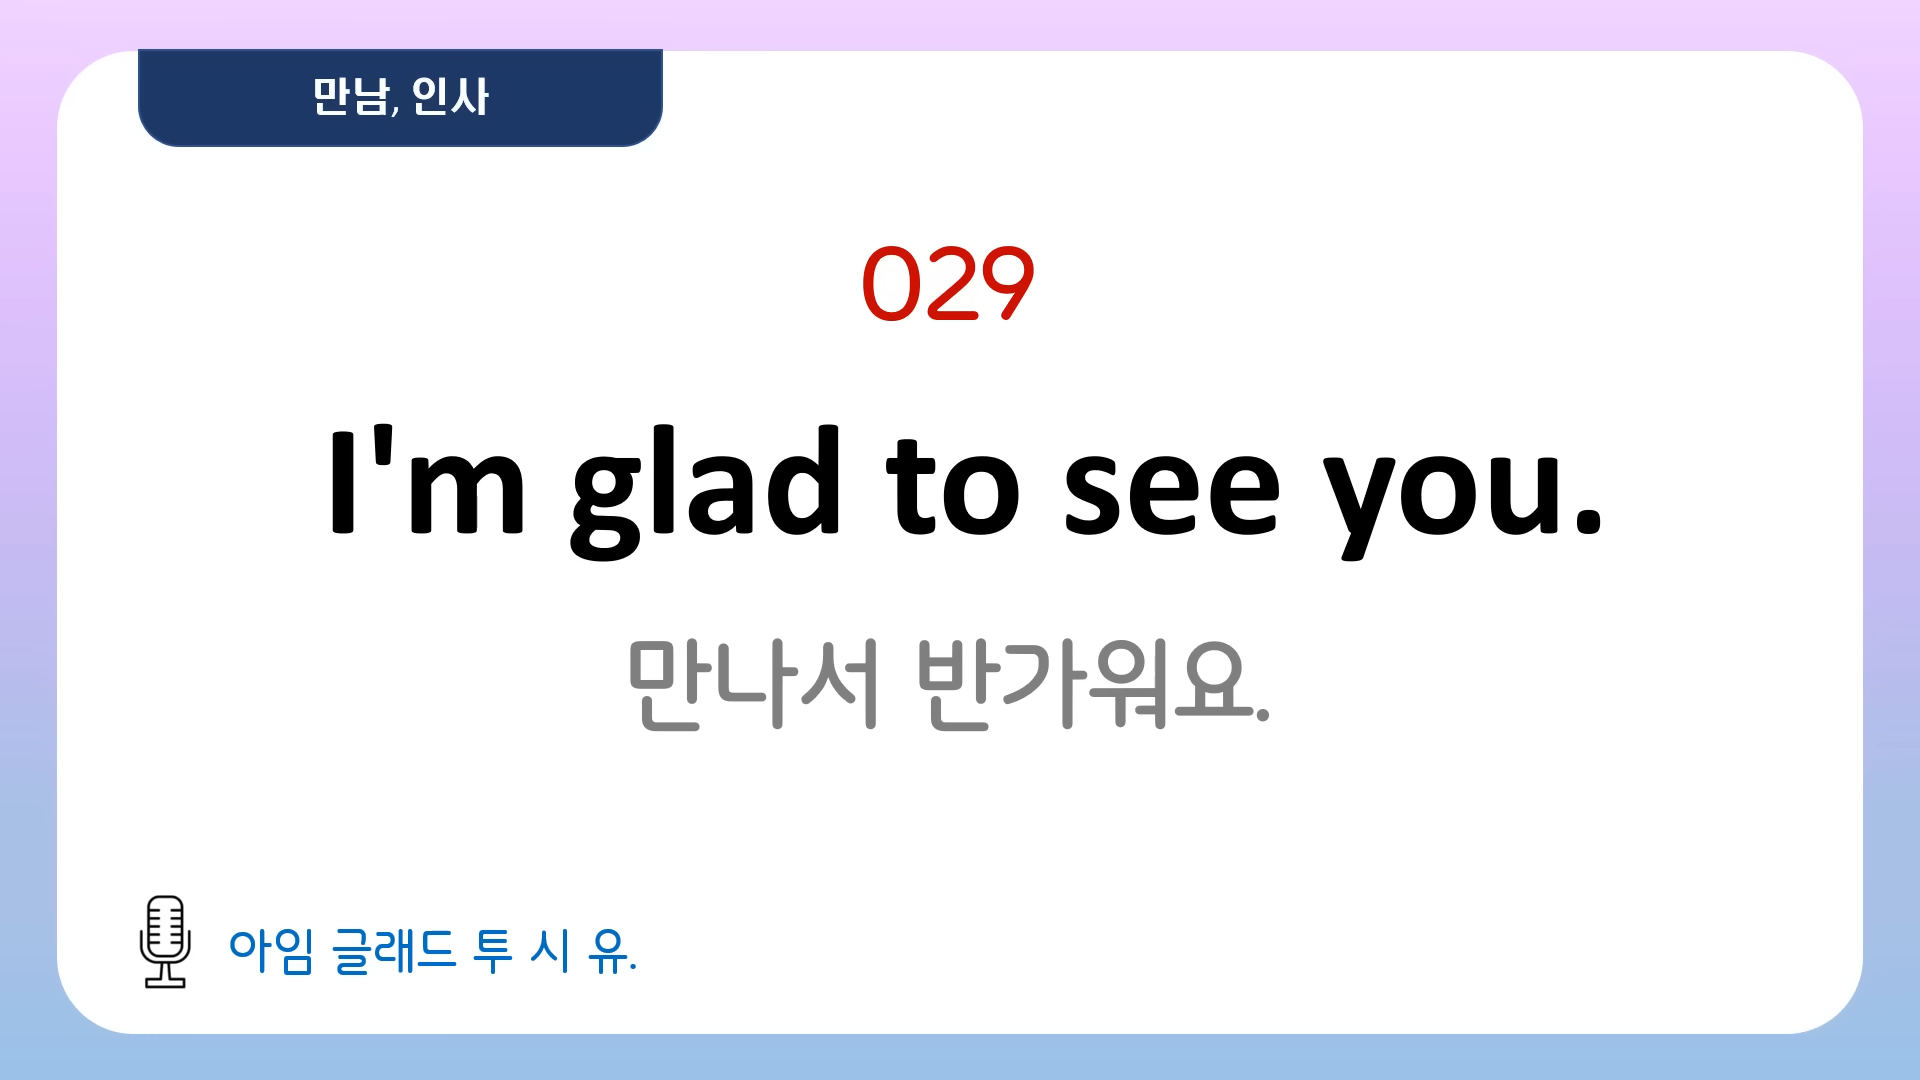 만남, 인사
029
I'm glad to see you.
만나서 반가워요.
아임 글래드 투 시 유.